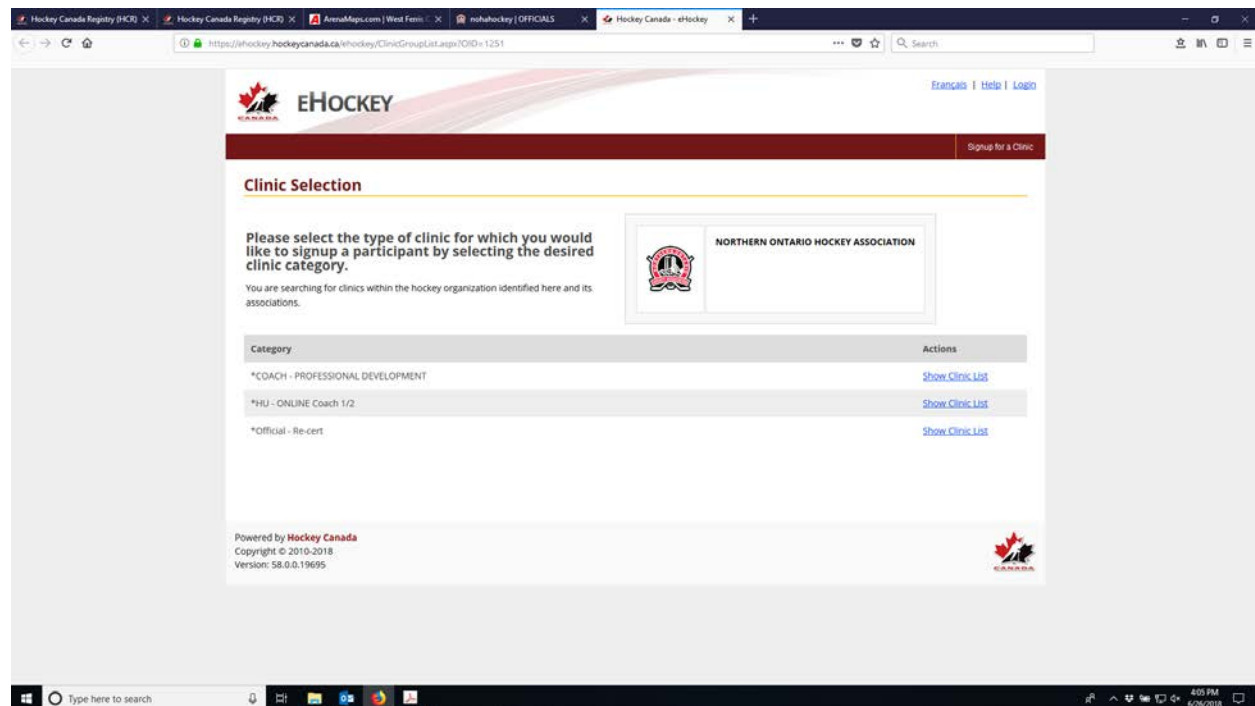 Hockey Canada Registry (HCR)
Hockey Canada Registry (HCR)
ArenaMaps.com | West Ferris
nohahockey | OFFICIALS
Hockey Canada - eHockey
https://ehockey.hockeycanada.ca/ehockey/ClinicGroupList.aspx?OID=1251
Search
CANADA
EHOCKEY
Français | Help | Login
Signup for a Clinic
Clinic Selection
Please select the type of clinic for which you would
like to signup a participant by selecting the desired
clinic category.
You are searching for clinics within the hockey organization identified here and its
associations.
NORTHERN ONTARIO HOCKEY ASSOCIATION
Category Actions
*COACH - PROFESSIONAL DEVELOPMENT Show Clinic List
*HU - ONLINE Coach 1/2 Show Clinic List
*Official - Re-cert Show Clinic List
Powered by Hockey Canada
Copyright © 2010-2018
Version: 58.0.0.19695
CANADA
Type here to search
4:05 PM
6/26/2018